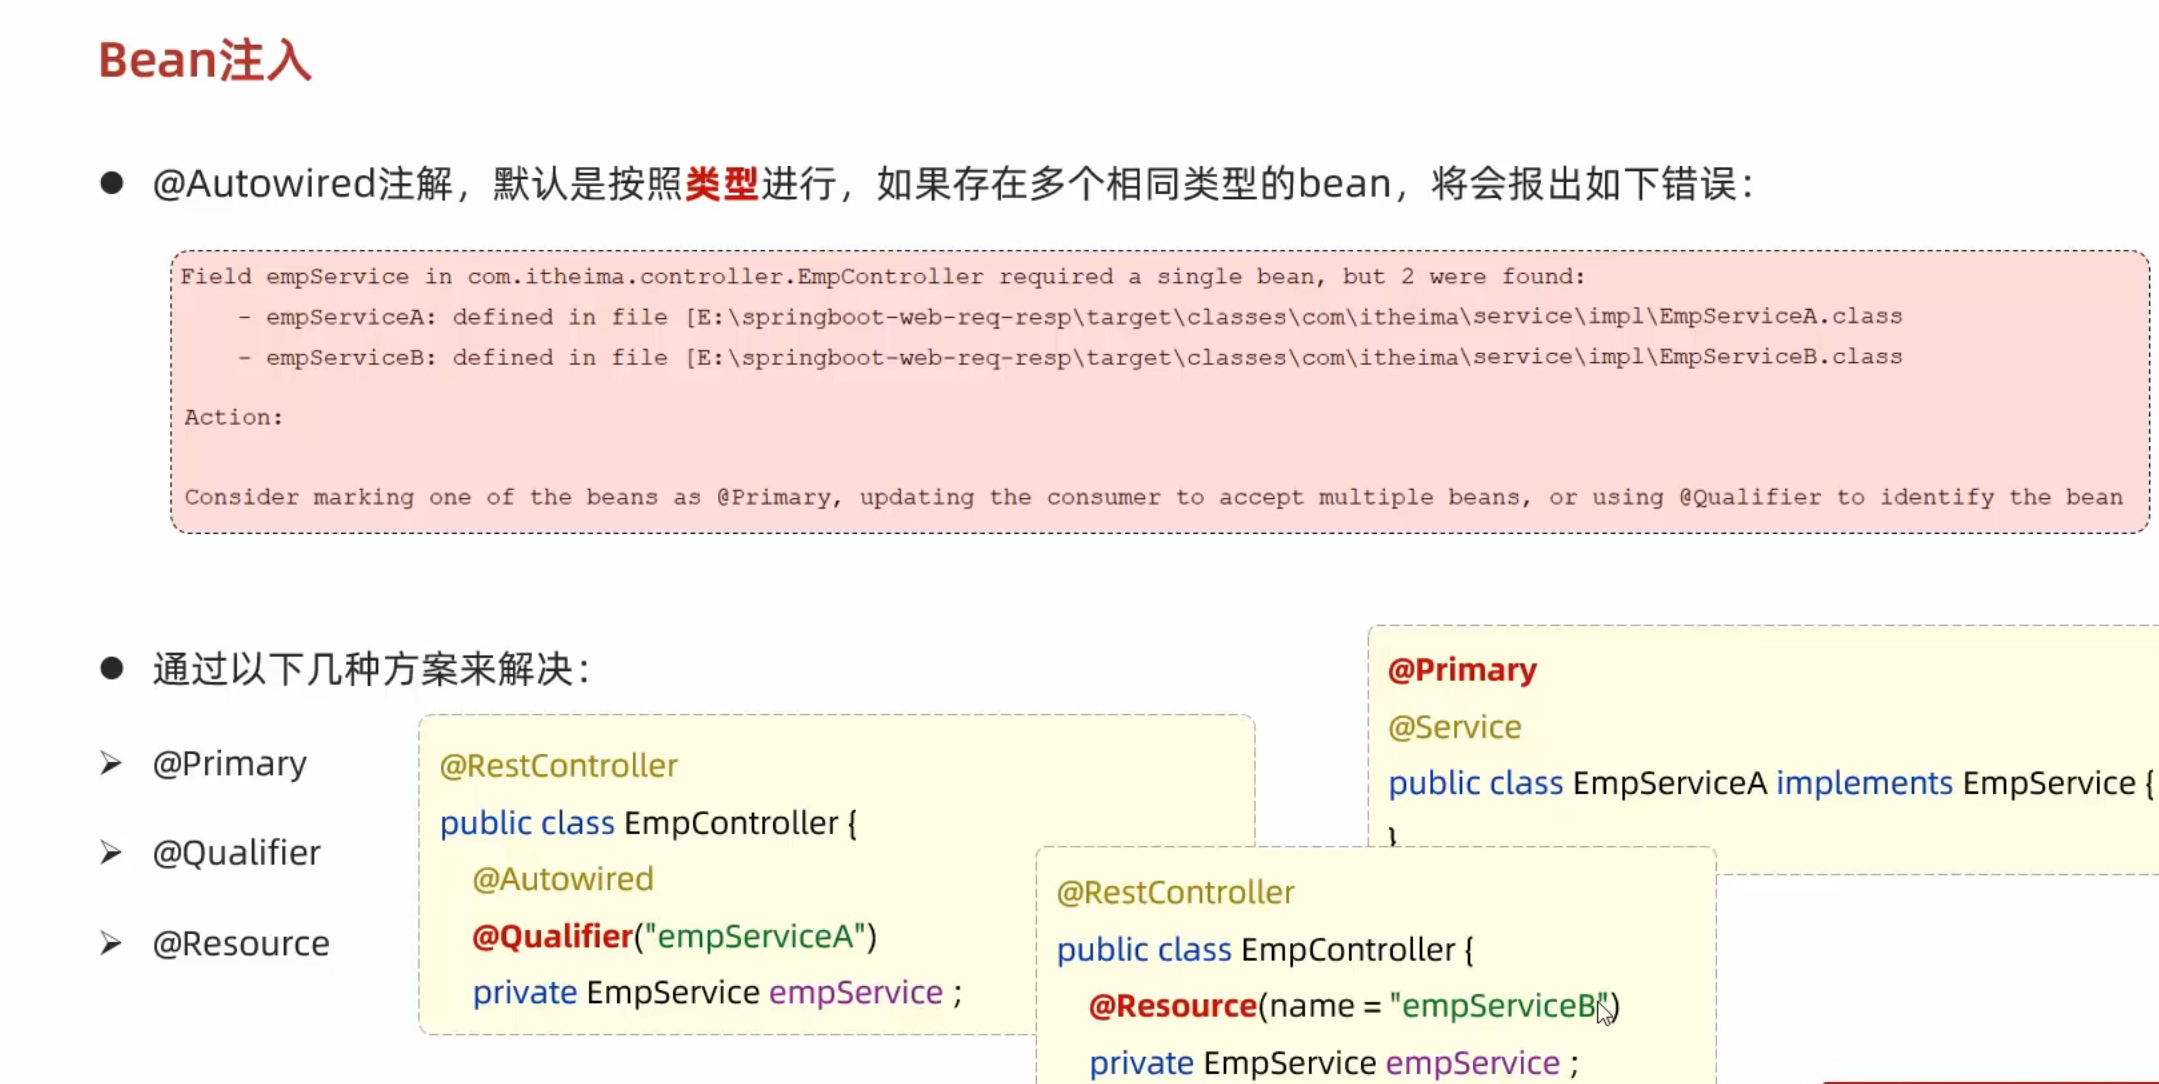 Bean注入
@Autowired注解，默认是按照类型进行，如果存在多个相同类型的bean，将会报出如下错误：
Field empService in com.itheima.controller.EmpController required a single bean, but 2 were found:
- empServiceA: defined in file [E:\springboot-web-req-resp\target\classes\com\itheima\service\impl\EmpServiceA.class
- empServiceB: defined in file [E:\springboot-web-req-resp\target\classes\com\itheima\service\impl\EmpServiceB.class
Action:
Consider marking one of the beans as @Primary, updating the consumer to accept multiple beans, or using @Qualifier to identify the bean
通过以下几种方案来解决：
@Primary
@Qualifier
@Resource
@RestController
public class EmpController {
@Autowired
@Qualifier("empServiceA")
private EmpService empService ;
@Primary
@Service
public class EmpServiceA implements EmpService {
}
@RestController
public class EmpController {
@Resource(name = "empServiceB")
private EmpService empService ;